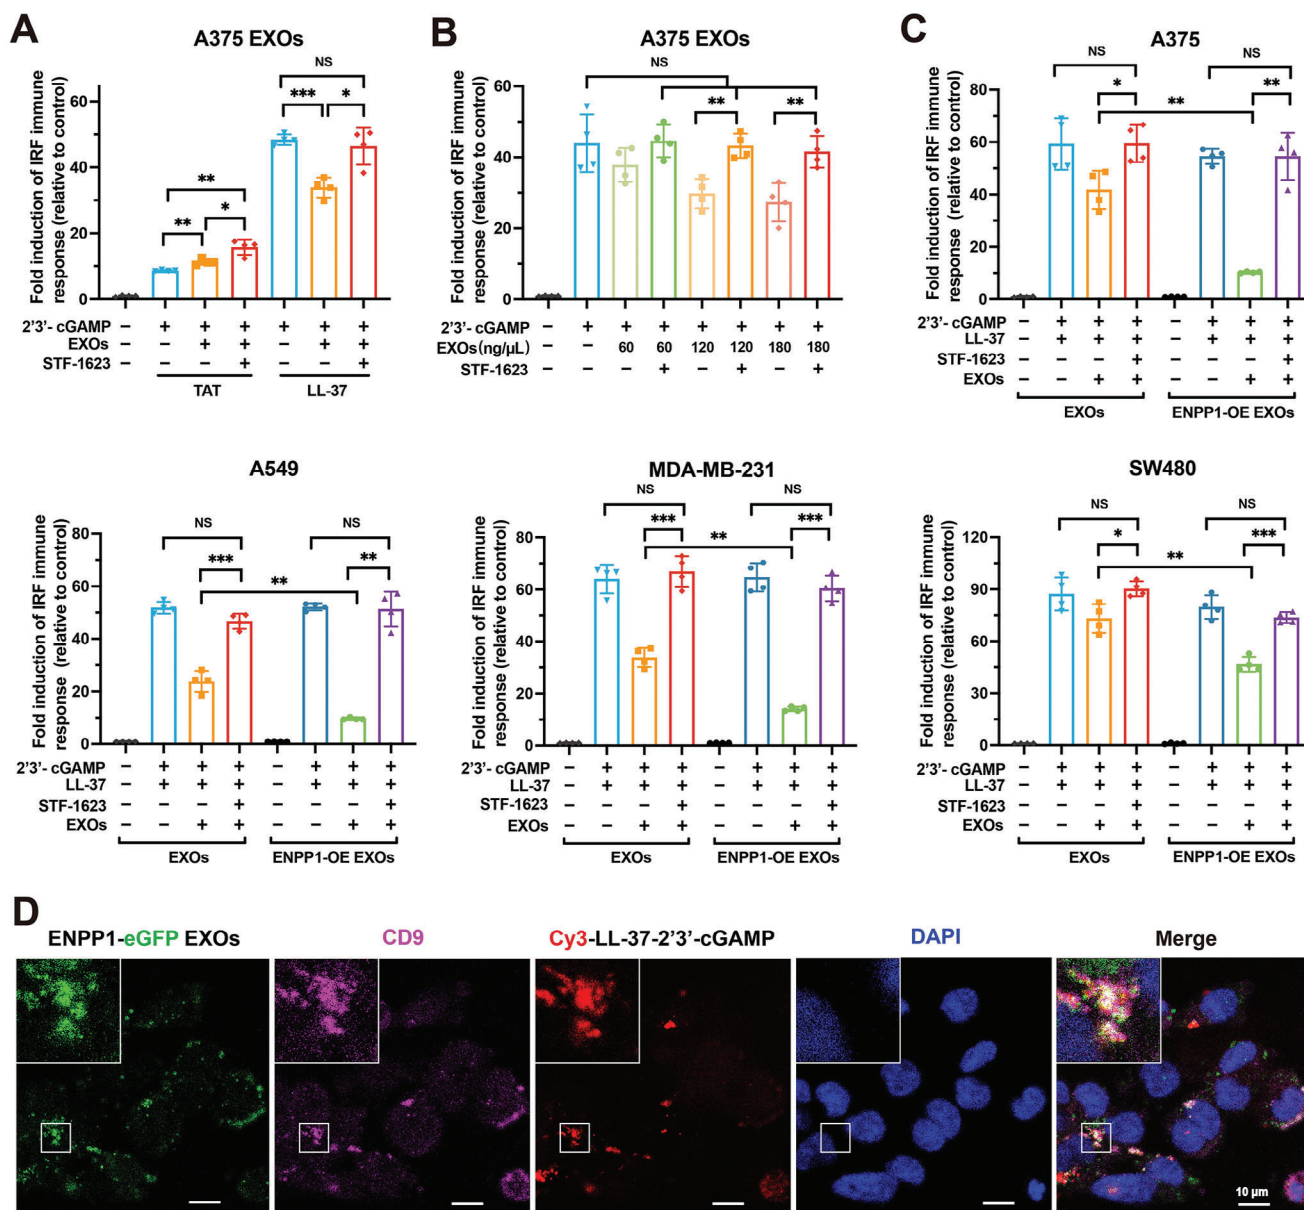 A
A375 EXOs
Fold induction of IRF immune
response (relative to control)
60
40
20
0
NS
***
*
**
**
*
2'3'- cGAMP – + + + + + +
EXOs – – + + – + +
STF-1623 – – – + – – +
TAT LL-37
B
A375 EXOs
Fold induction of IRF immune
response (relative to control)
60
40
20
0
NS
**
**
2'3'- cGAMP – + + + + + + +
EXOs(ng/μL) – – 60 60 120 120 180 180
STF-1623 – – – + – + – +
C
A375
Fold induction of IRF immune
response (relative to control)
80
60
40
20
0
NS
NS
*
**
**
2'3'- cGAMP – + + + – + + +
LL-37 – + + + – + + +
STF-1623 – – – + – – – +
EXOs – – + + – – + +
EXOs ENPP1-OE EXOs
A549
Fold induction of IRF immune
response (relative to control)
80
60
40
20
0
NS
NS
***
**
**
2'3'- cGAMP – + + + – + + +
LL-37 – + + + – + + +
STF-1623 – – – + – – – +
EXOs – – + + – – + +
EXOs ENPP1-OE EXOs
MDA-MB-231
Fold induction of IRF immune
response (relative to control)
80
60
40
20
0
NS
NS
***
***
**
2'3'- cGAMP – + + + – + + +
LL-37 – + + + – + + +
STF-1623 – – – + – – – +
EXOs – – + + – – + +
EXOs ENPP1-OE EXOs
SW480
Fold induction of IRF immune
response (relative to control)
120
90
60
30
0
NS
NS
*
***
**
2'3'- cGAMP – + + + – + + +
LL-37 – + + + – + + +
STF-1623 – – – + – – – +
EXOs – – + + – – + +
EXOs ENPP1-OE EXOs
D
ENPP1-eGFP EXOs
CD9
Cy3-LL-37-2'3'-cGAMP
DAPI
Merge
10 μm